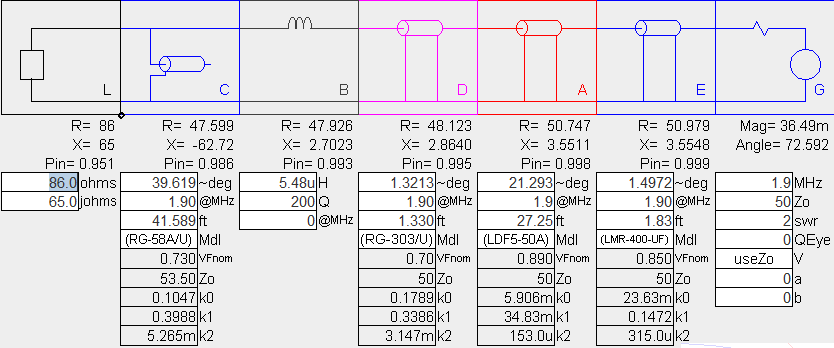 L C B D A E G
R= 86 R= 47.599 R= 47.926 R= 48.123 R= 50.747 R= 50.979 Mag= 36.49m
X= 65 X= -62.72 X= 2.7023 X= 2.8640 X= 3.5511 X= 3.5548 Angle= 72.592
Pin= 0.951 Pin= 0.986 Pin= 0.993 Pin= 0.995 Pin= 0.998 Pin= 0.999
86.0 ohms 39.619 ~deg 5.48u H 1.3213 ~deg 21.293 ~deg 1.4972 ~deg 1.9 MHz
65.0 johms 1.90 @MHz 200 Q 1.90 @MHz 1.9 @MHz 1.90 @MHz 50 Zo
41.589 ft 0 @MHz 1.330 ft 27.25 ft 1.83 ft 2 swr
(RG-58A/U) Mdl (RG-303/U) Mdl (LDF5-50A) Mdl (LMR-400-UF) Mdl 0 QEye
0.730 VFnom 0.70 VFnom 0.890 VFnom 0.850 VFnom useZo V
53.50 Zo 50 Zo 50 Zo 50 Zo 0 a
0.1047 k0 0.1789 k0 5.906m k0 23.63m k0 0 b
0.3988 k1 0.3386 k1 34.83m k1 0.1472 k1
5.265m k2 3.147m k2 153.0u k2 315.0u k2